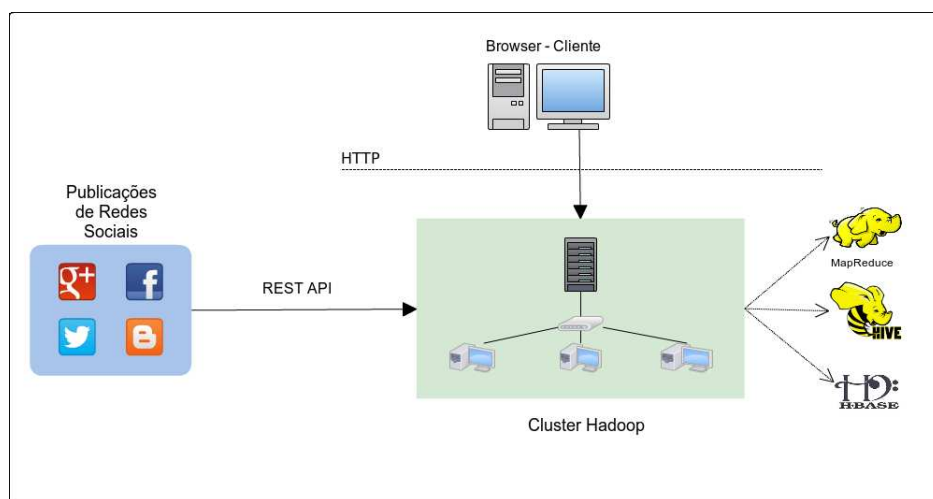 Browser - Cliente
HTTP
Publicações
de Redes
Sociais
g+
f
B
REST API
MapReduce
HIVE
H-BASE
Cluster Hadoop